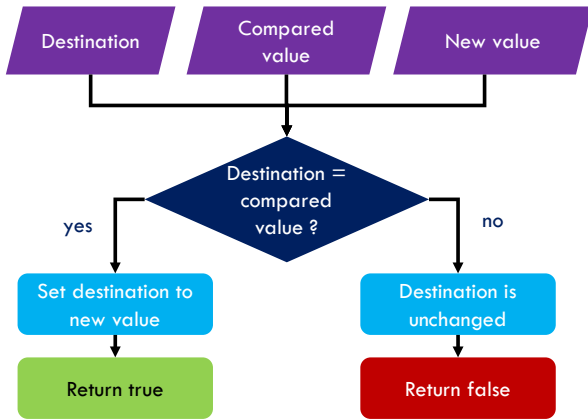 Destination
Compared
value
New value
Destination =
compared
value ?
yes
no
Set destination to
new value
Destination is
unchanged
Return true
Return false